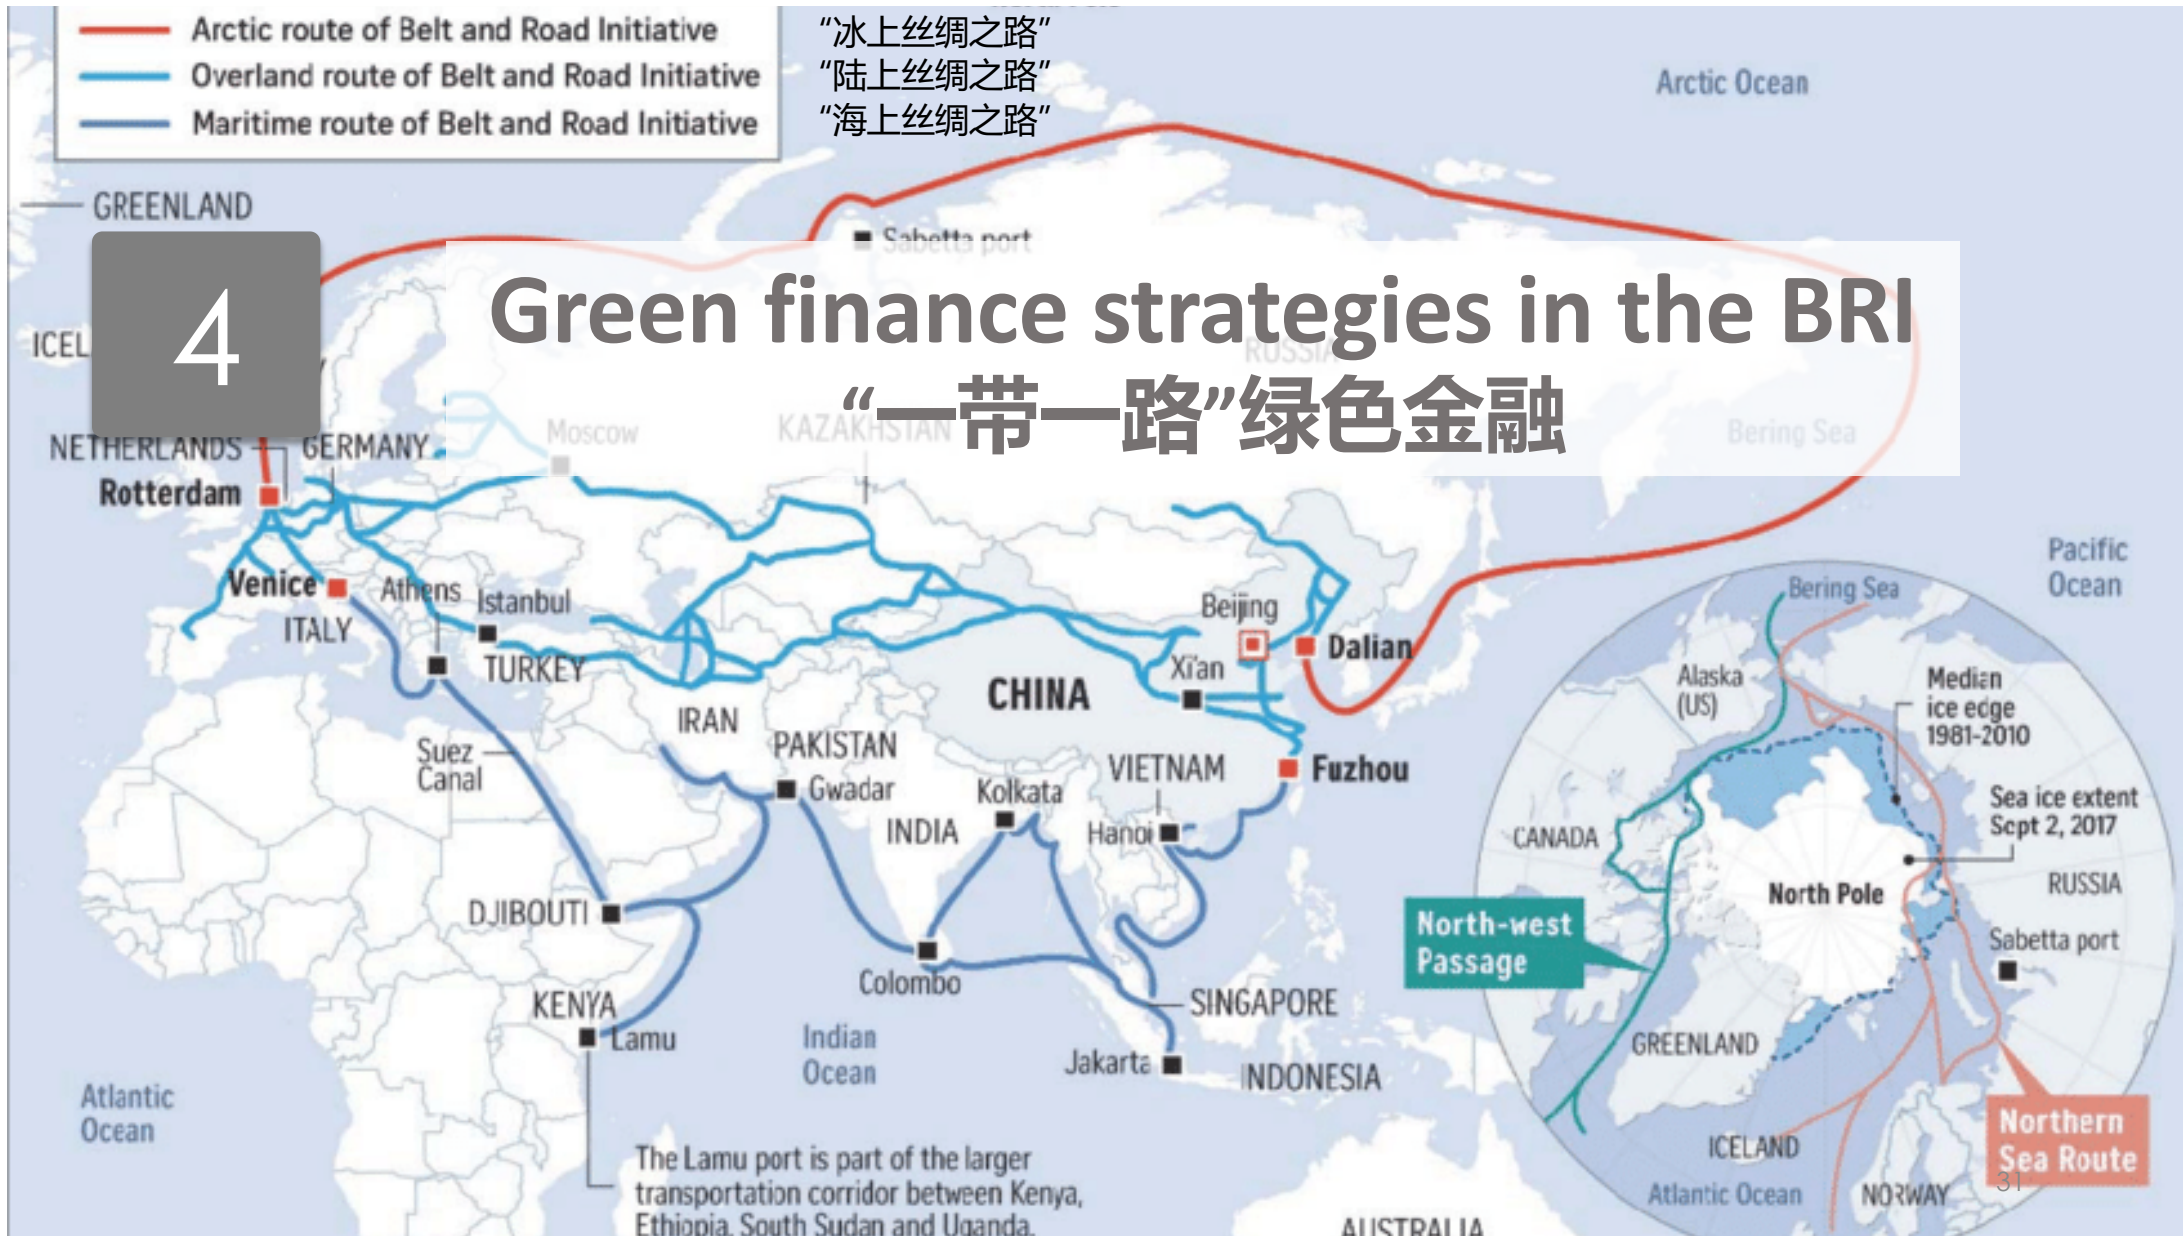 Arctic route of Belt and Road Initiative
“冰上丝绸之路”
Overland route of Belt and Road Initiative
“陆上丝绸之路”
Maritime route of Belt and Road Initiative
“海上丝绸之路”
Arctic Ocean
GREENLAND
Sabetta port
4
Green finance strategies in the BRI
“一带一路”绿色金融
RUSSIA
ICEL
Moscow
KAZAKHSTAN
Bering Sea
NETHERLANDS
GERMANY
Rotterdam
Pacific
Ocean
Venice
Athens
Istanbul
ITALY
TURKEY
Beijing
Dalian
Xi'an
CHINA
IRAN
PAKISTAN
Gwadar
Suez
Canal
INDIA
Kolkata
VIETNAM
Hanoi
Fuzhou
DJIBOUTI
Colombo
KENYA
Lamu
Indian
Ocean
SINGAPORE
Jakarta
INDONESIA
Atlantic
Ocean
The Lamu port is part of the larger
transportation corridor between Kenya,
Ethiopia, South Sudan and Uganda.
AUSTRALIA
Bering Sea
Alaska
(US)
Median
ice edge
1981-2010
Sea ice extent
Sept 2, 2017
CANADA
North Pole
RUSSIA
North-west
Passage
Sabetta port
GREENLAND
Northern
Sea Route
ICELAND
Atlantic Ocean
NORWAY
31